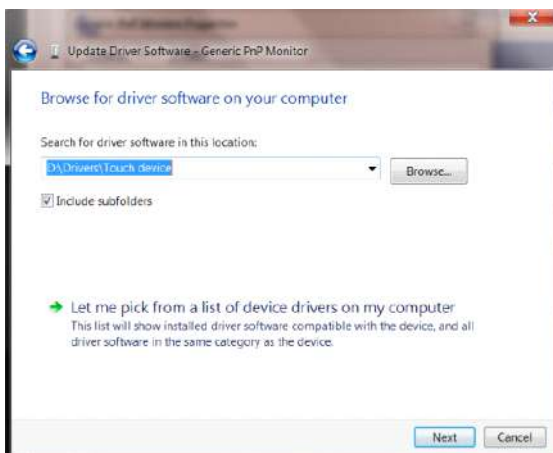 Update Driver Software - Generic PnP Monitor
Browse for driver software on your computer
Search for driver software in this location:
D:\Drivers\Touch device
Browse...
Include subfolders
Let me pick from a list of device drivers on my computer
This list will show installed driver software compatible with the device, and all
driver software in the same category as the device.
Next
Cancel